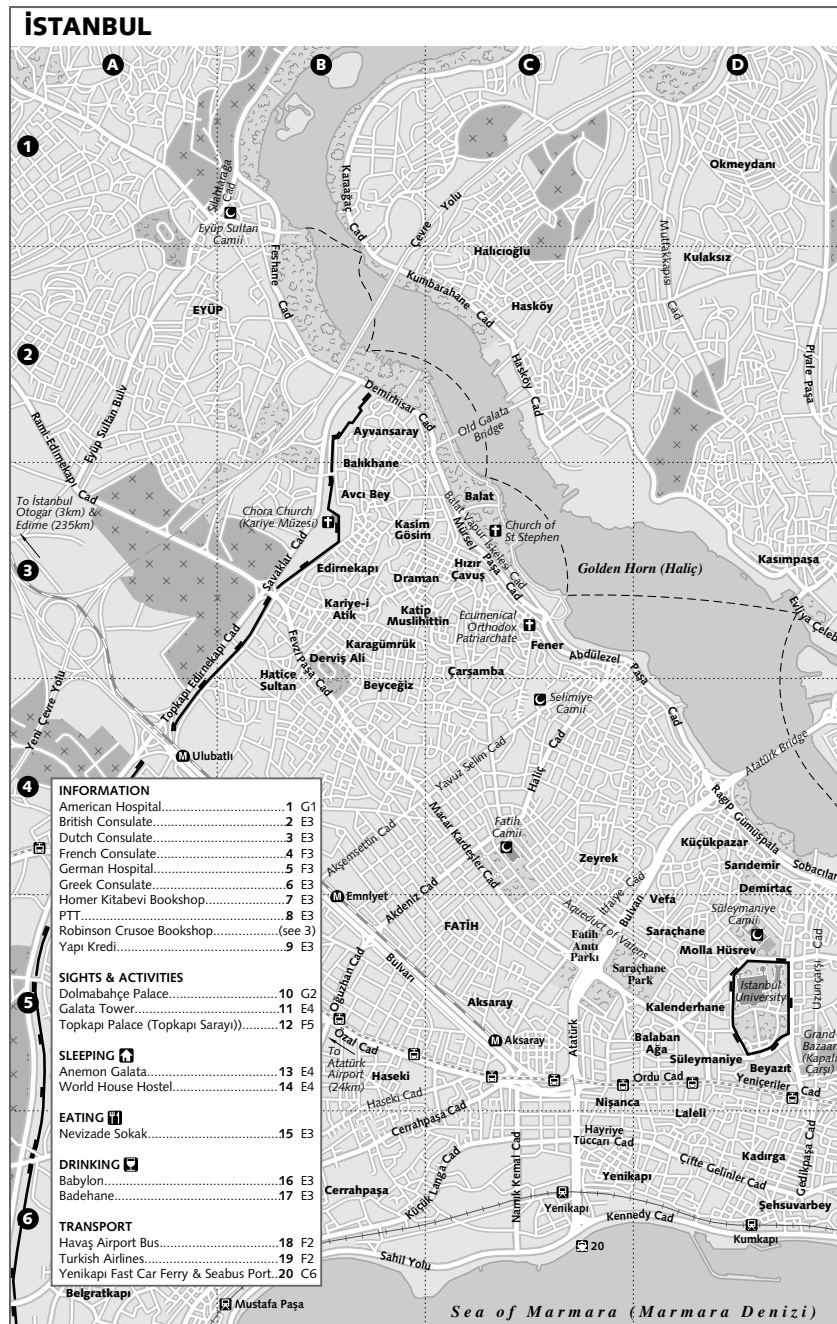 İSTANBUL
A
B
C
D
1
Okmeydanı
Silahtarağa
Cad
Karaağaç
Cad
Çevre Yolu
Eyüp Sultan
Camii
Halıcıoğlu
Mutfakkapısı
Cad
Kulaksız
Feshane
Cad
Kumbarahane Cad
EYÜP
Hasköy
2
Hasköy Cad
Piyale Paşa
Demirhisar Cad
Eyüp Sultan Bulv
Rami-Edirnekapı Cad
Ayvansaray
Old Galata
Bridge
Balıkhane
To İstanbul
Otogar (3km) &
Edirne (235km)
Avcı Bey
Balat
Chora Church
(Kariye Müzesi)
Kasim
Gösim
Balat Vapur İskelesi Cad
Mürsel Paşa Cad
Church of
St Stephen
Kasımpaşa
3
Savaklar Cad
Edirnekapı
Hızır
Çavuş
Golden Horn (Haliç)
Draman
Kariye-i
Atik
Katip
Muslihittin
Ecumenical
Orthodox
Patriarchate
Evliya Çeleb
Karagümrük
Fener
Abdülezel
Paşa
Cad
Topkapı Edirnekapı Cad
Fevzi Paşa Cad
Derviş Ali
Hatice
Sultan
Beyceğiz
Çarşamba
Yeni Çevre Yolu
Selimiye
Camii
Ulubatlı
Yavuz Selim Cad
Haliç Cad
Atatürk Bridge
4
Macar Kardeşler Cad
Ragıp Gümüşpala
Fatih
Camii
Küçükpazar
Akşemsettin Cad
Zeyrek
Sarıdemir
Sobacılar
Demirtaç
Emniyet
Akdeniz Cad
İtfaiye Cad
Bulvarı
Vefa
Süleymaniye
Camii
FATİH
Aqueduct of Valens
Saraçhane
Fatih
Anıtı
Parkı
Molla Hüsrev
Saraçhane
Park
Uzunçarşı Cad
Bulvarı
Oğuzhan Cad
İstanbul
University
Aksaray
Kalenderhane
Özal Cad
Aksaray
Atatürk
Balaban
Ağa
Grand
Bazaar
(Kapalı
Çarşı)
To
Atatürk
Airport
(24km)
Haseki
Süleymaniye
Beyazıt
Ordu Cad
Yeniçeriler Cad
Haseki Cad
Nişanca
Laleli
Cerrahpaşa Cad
Hayriye
Tüccarı Cad
Kadırga
Gedikpaşa Cad
Küçük Langa Cad
Namık Kemal Cad
Yenikapı
Çifte Gelinler Cad
Cerrahpaşa
Şehsuvarbey
Yenikapı
Kennedy Cad
Kumkapı
20
Sahil Yolu
Belgratkapı
Mustafa Paşa
Sea of Marmara (Marmara Denizi)
INFORMATION
American Hospital 1 G1
British Consulate 2 E3
Dutch Consulate 3 E3
French Consulate 4 F3
German Hospital 5 F3
Greek Consulate 6 E3
Homer Kitabevi Bookshop 7 E3
PTT 8 E3
Robinson Crusoe Bookshop (see 3)
Yapı Kredi 9 E3
SIGHTS & ACTIVITIES
5
Dolmabahçe Palace 10 G2
Galata Tower 11 E4
Topkapı Palace (Topkapı Sarayı)) 12 F5
SLEEPING
Anemon Galata 13 E4
World House Hostel 14 E4
EATING
Nevizade Sokak 15 E3
DRINKING
Babylon 16 E3
Badehane 17 E3
6
TRANSPORT
Havaş Airport Bus 18 F2
Turkish Airlines 19 F2
Yenikapı Fast Car Ferry & Seabus Port..20 C6